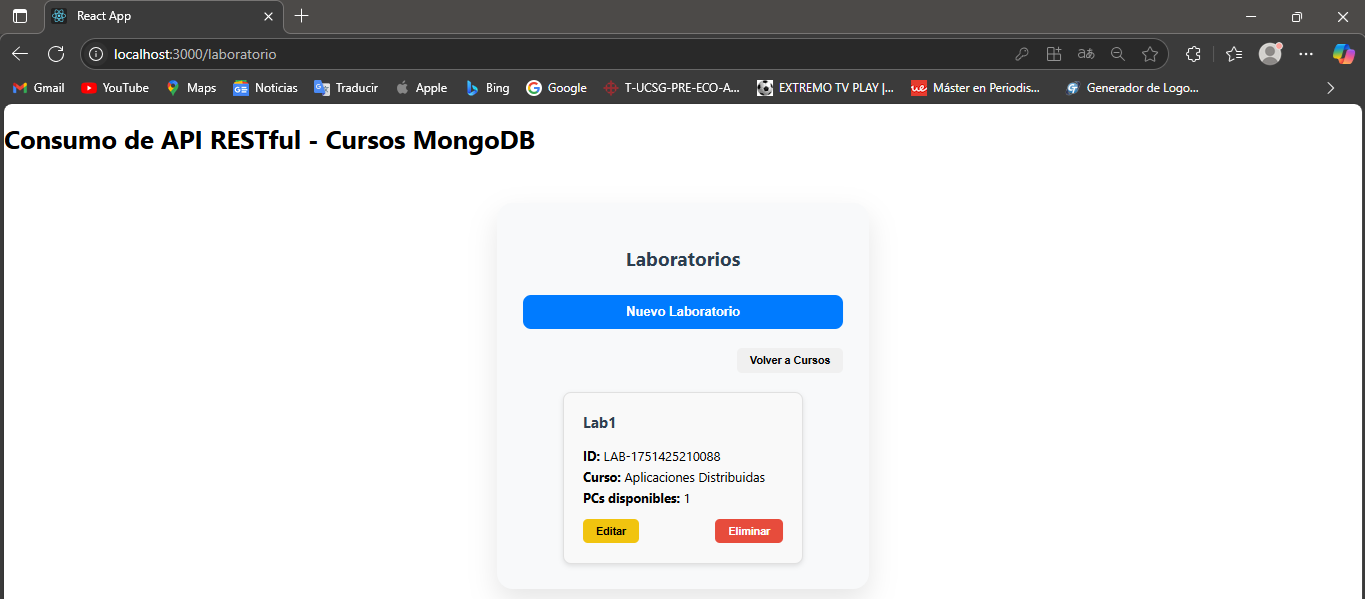 React App
localhost:3000/laboratorio
Gmail YouTube Maps Noticias Traducir Apple Bing Google T-UCSG-PRE-ECO-A... EXTREMO TV PLAY |... Máster en Periodis... Generador de Logo...
Consumo de API RESTful - Cursos MongoDB
Laboratorios
Nuevo Laboratorio
Volver a Cursos
Lab1
ID: LAB-1751425210088
Curso: Aplicaciones Distribuidas
PCs disponibles: 1
Editar Eliminar